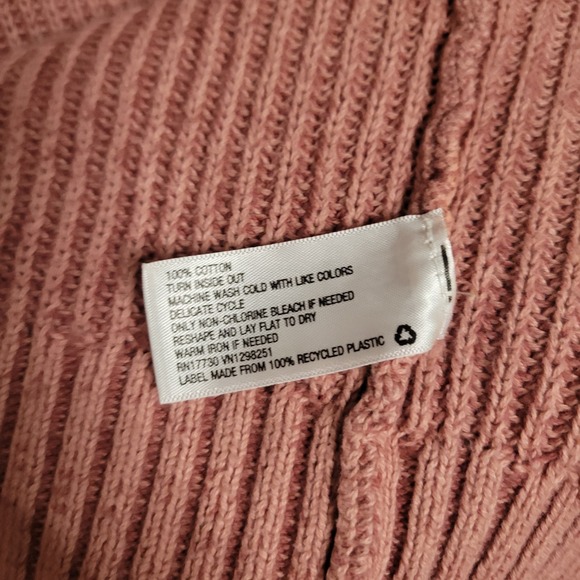 100% COTTON
TURN INSIDE OUT
MACHINE WASH COLD WITH LIKE COLORS
DELICATE CYCLE
ONLY NON-CHLORINE BLEACH IF NEEDED
RESHAPE AND LAY FLAT TO DRY
WARM IRON IF NEEDED
RN17730 VN1298251
LABEL MADE FROM 100% RECYCLED PLASTIC